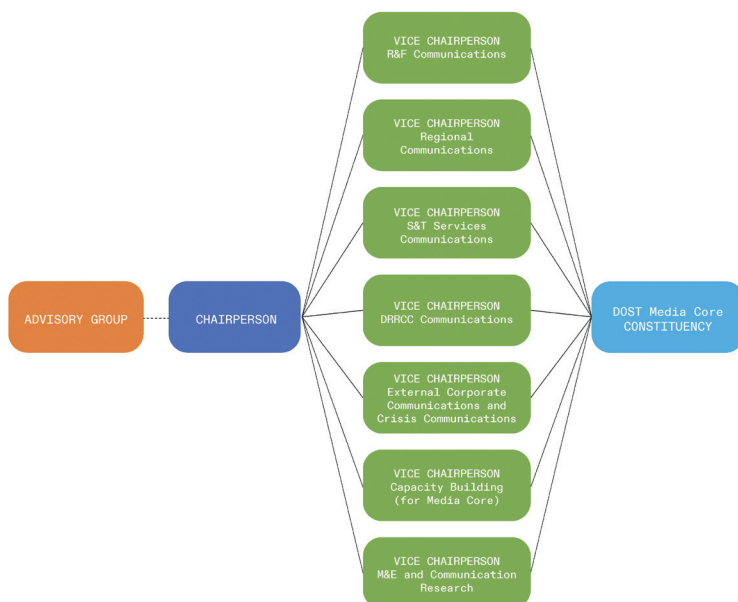 ADVISORY GROUP
CHAIRPERSON
VICE CHAIRPERSON
R&F Communications
VICE CHAIRPERSON
Regional
Communications
VICE CHAIRPERSON
S&T Services
Communications
VICE CHAIRPERSON
DRRCC Communications
VICE CHAIRPERSON
External Corporate
Communications and
Crisis Communications
VICE CHAIRPERSON
Capacity Building
(for Media Core)
VICE CHAIRPERSON
M&E and Communication
Research
DOST Media Core
CONSTITUENCY